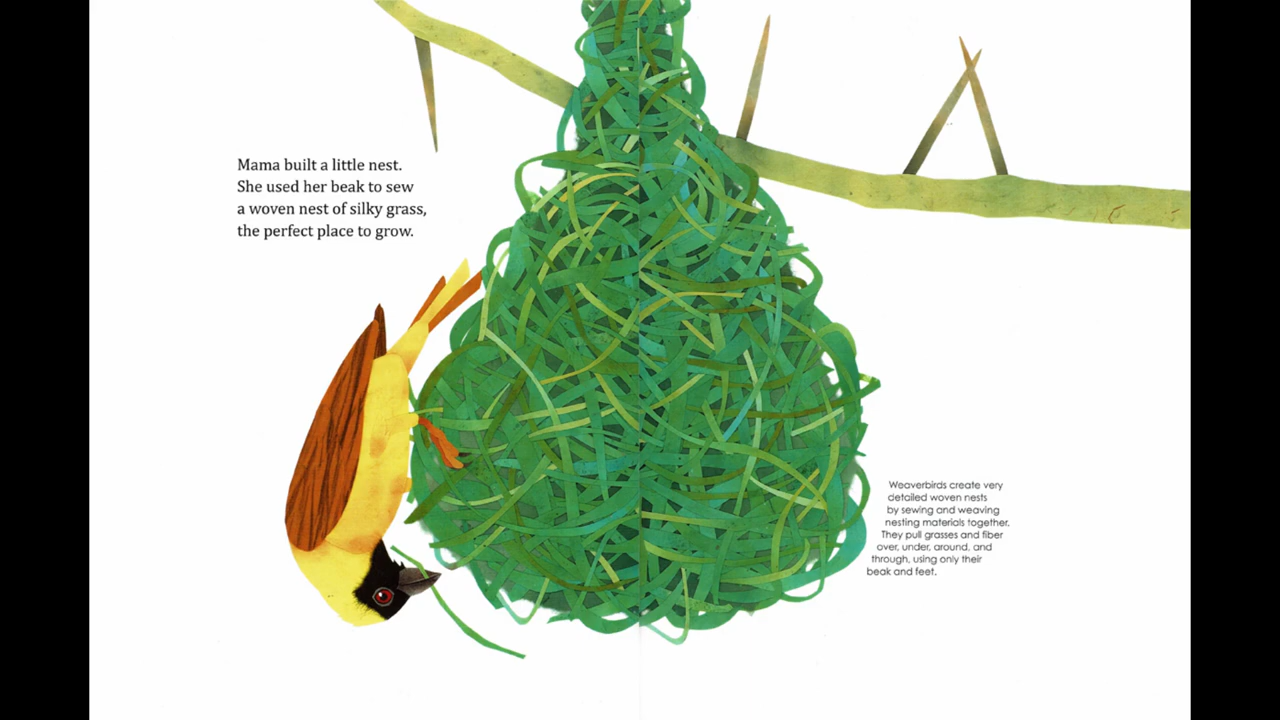 Mama built a little nest.
She used her beak to sew
a woven nest of silky grass,
the perfect place to grow.
Weaverbirds create very
detailed woven nests
by sewing and weaving
nesting materials together.
They pull grasses and fiber
over, under, around, and
through, using only their
beak and feet.